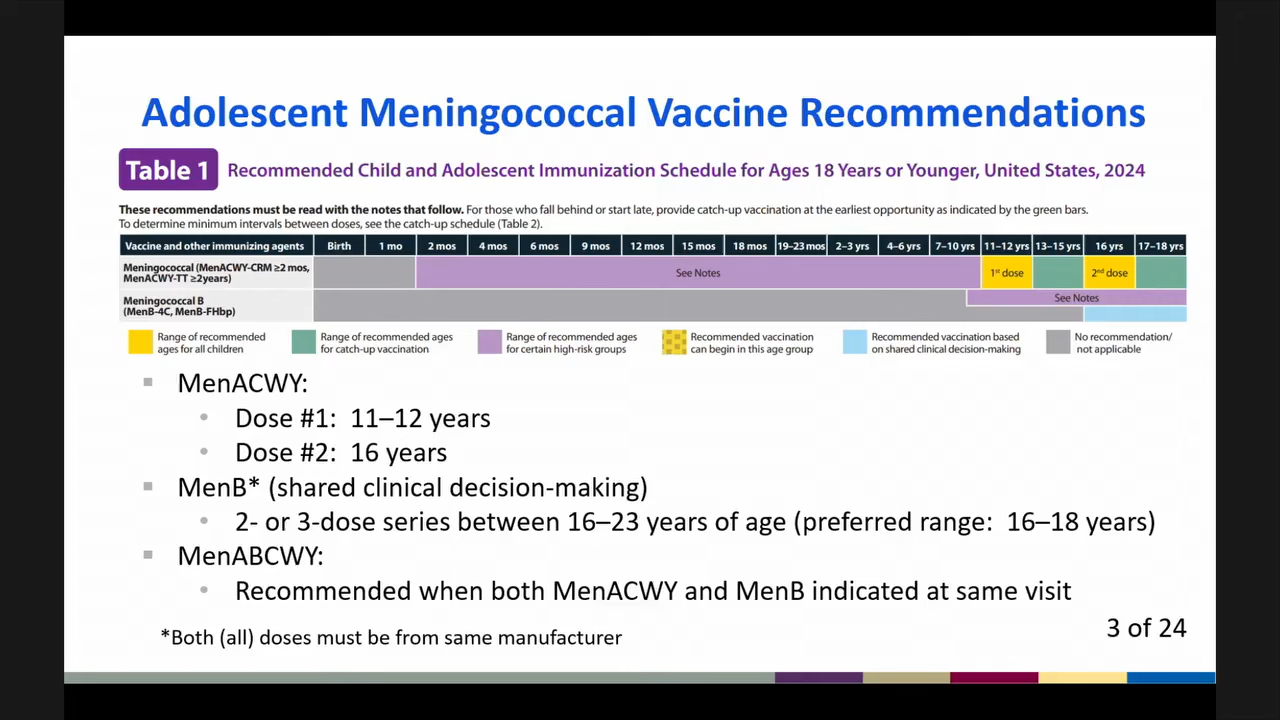 Adolescent Meningococcal Vaccine Recommendations
Table 1 Recommended Child and Adolescent Immunization Schedule for Ages 18 Years or Younger, United States, 2024
These recommendations must be read with the notes that follow. For those who fall behind or start late, provide catch-up vaccination at the earliest opportunity as indicated by the green bars.
To determine minimum intervals between doses, see the catch-up schedule (Table 2).
Vaccine and other immunizing agents Birth 1 mo 2 mos 4 mos 6 mos 9 mos 12 mos 15 mos 18 mos 19–23 mos 2–3 yrs 4–6 yrs 7–10 yrs 11–12 yrs 13–15 yrs 16 yrs 17–18 yrs
Meningococcal (MenACWY-CRM ≥2 mos,
MenACWY-TT ≥2years)
See Notes 1st dose 2nd dose
Meningococcal B
(MenB-4C, MenB-FHbp)
See Notes
Range of recommended
ages for all children
Range of recommended ages
for catch-up vaccination
Range of recommended ages
for certain high-risk groups
Recommended vaccination
can begin in this age group
Recommended vaccination based
on shared clinical decision-making
No recommendation/
not applicable
▪ MenACWY:
• Dose #1: 11–12 years
• Dose #2: 16 years
▪ MenB* (shared clinical decision-making)
• 2- or 3-dose series between 16–23 years of age (preferred range: 16–18 years)
▪ MenABCWY:
• Recommended when both MenACWY and MenB indicated at same visit
*Both (all) doses must be from same manufacturer
3 of 24